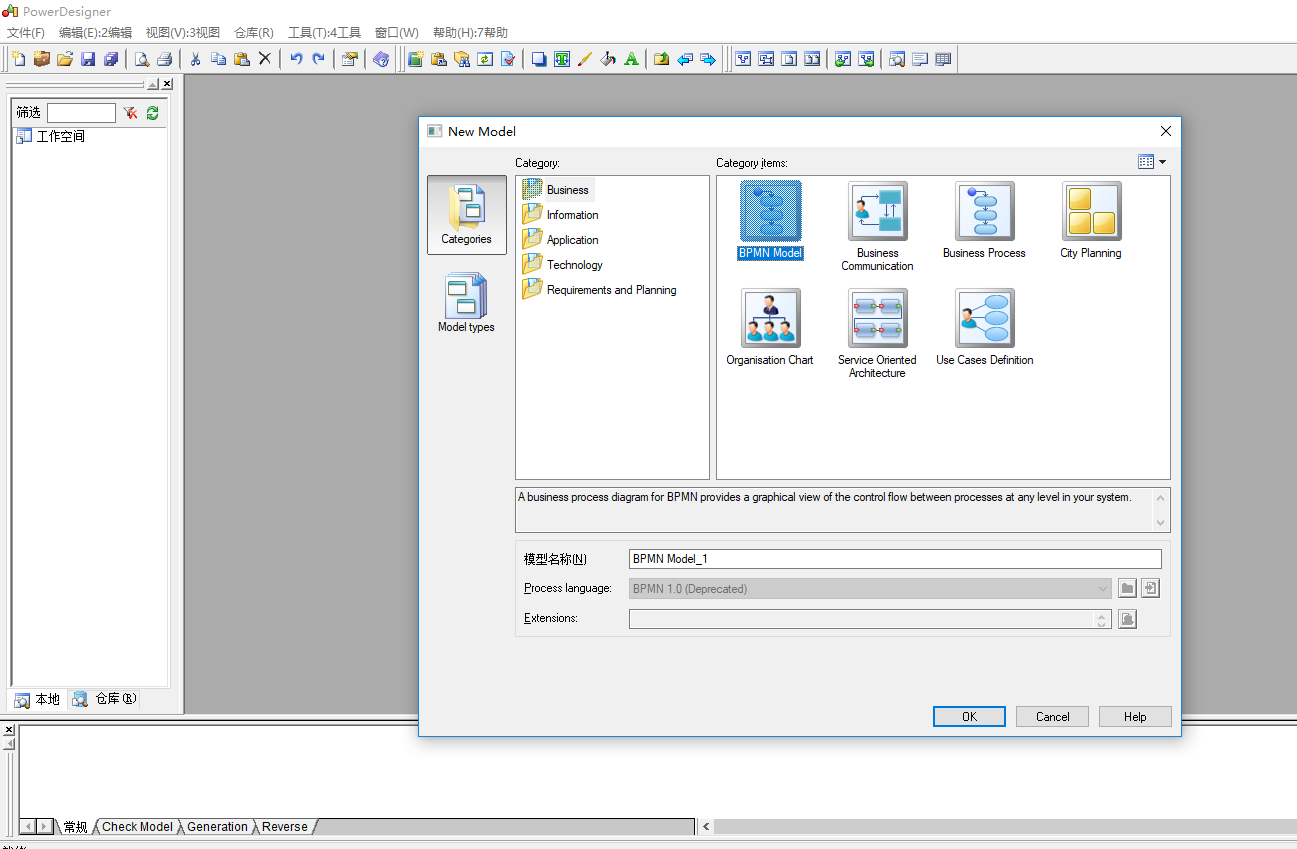 PowerDesigner
文件(F) 编辑(E):2编辑 视图(V):3视图 仓库(R) 工具(T):4工具 窗口(W) 帮助(H):7帮助
筛选
工作空间
本地 仓库(R)
New Model
Category:
Category items:
Categories
Model types
Business
Information
Application
Technology
Requirements and Planning
BPMN Model
Business
Communication
Business Process
City Planning
Organisation Chart
Service Oriented
Architecture
Use Cases Definition
A business process diagram for BPMN provides a graphical view of the control flow between processes at any level in your system.
模型名称(N) BPMN Model_1
Process language: BPMN 1.0 (Deprecated)
Extensions:
OK Cancel Help
常规 Check Model Generation Reverse